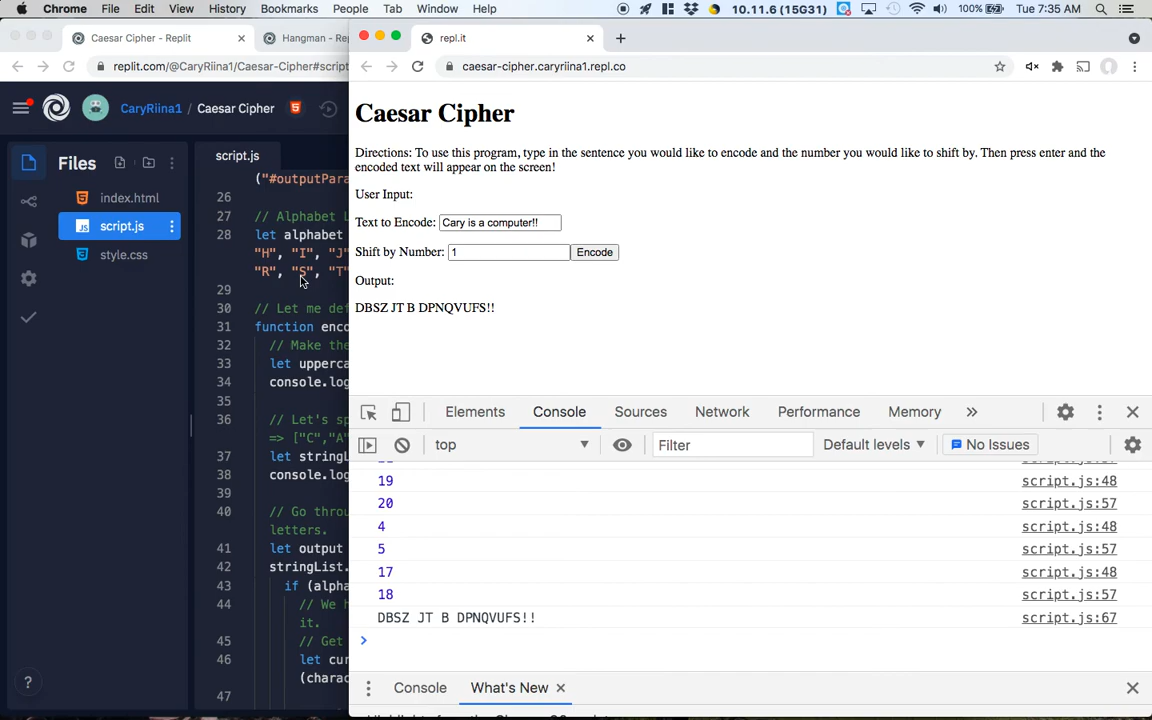 Chrome File Edit View History Bookmarks People Tab Window Help 10.11.6 (15G31) 100% Tue 7:35 AM
Caesar Cipher - Replit
Hangman - Rep
repl.it
replit.com/@CaryRiina1/Caesar-Cipher#script
caesar-cipher.caryriina1.repl.co
CaryRiina1 / Caesar Cipher
Files
index.html
script.js
style.css
script.js
("#outputPara
26
27 // Alphabet L
28 let alphabet
"H", "I", "J"
"R", "S", "T"
29
30 // Let me def
31 function enco
32 // Make the
33 let upperca
34 console.log
35
36 // Let's sp
=> ["C","A"
37 let stringL
38 console.log
39
40 // Go throu
letters.
41 let output
42 stringList.
43 if (alpha
44 // We h
it.
45 // Get
46 let cur
(charac
47
Caesar Cipher
Directions: To use this program, type in the sentence you would like to encode and the number you would like to shift by. Then press enter and the
encoded text will appear on the screen!
User Input:
Text to Encode: Cary is a computer!!
Shift by Number: 1 Encode
Output:
DBSZ JT B DPNQVUFS!!
Elements Console Sources Network Performance Memory »
top Filter Default levels No Issues
19 script.js:48
20 script.js:57
4 script.js:48
5 script.js:57
17 script.js:48
18 script.js:57
DBSZ JT B DPNQVUFS!! script.js:67
>
Console What's New